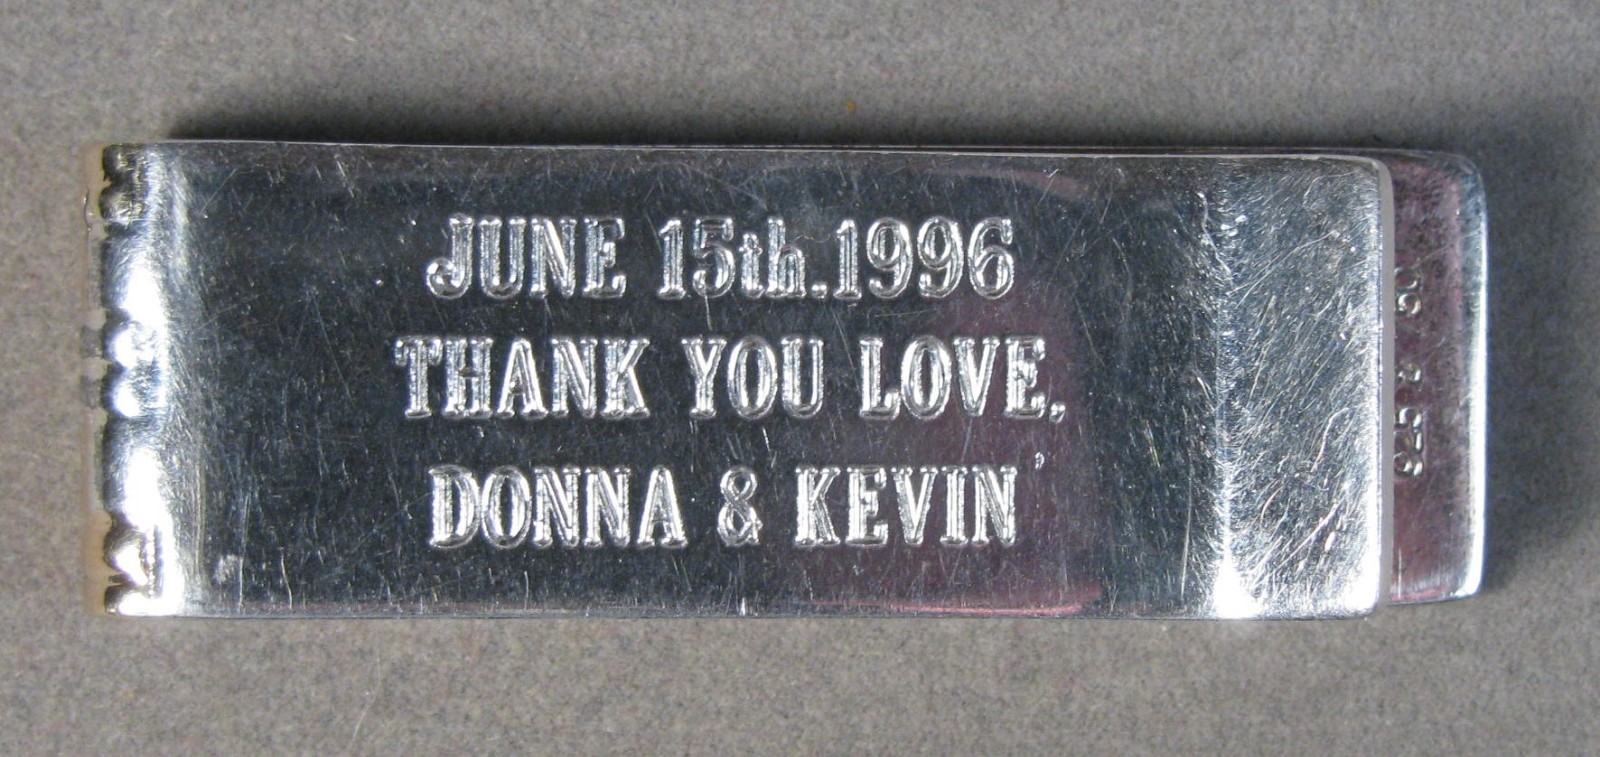 JUNE 15th.1996
THANK YOU LOVE,
DONNA & KEVIN